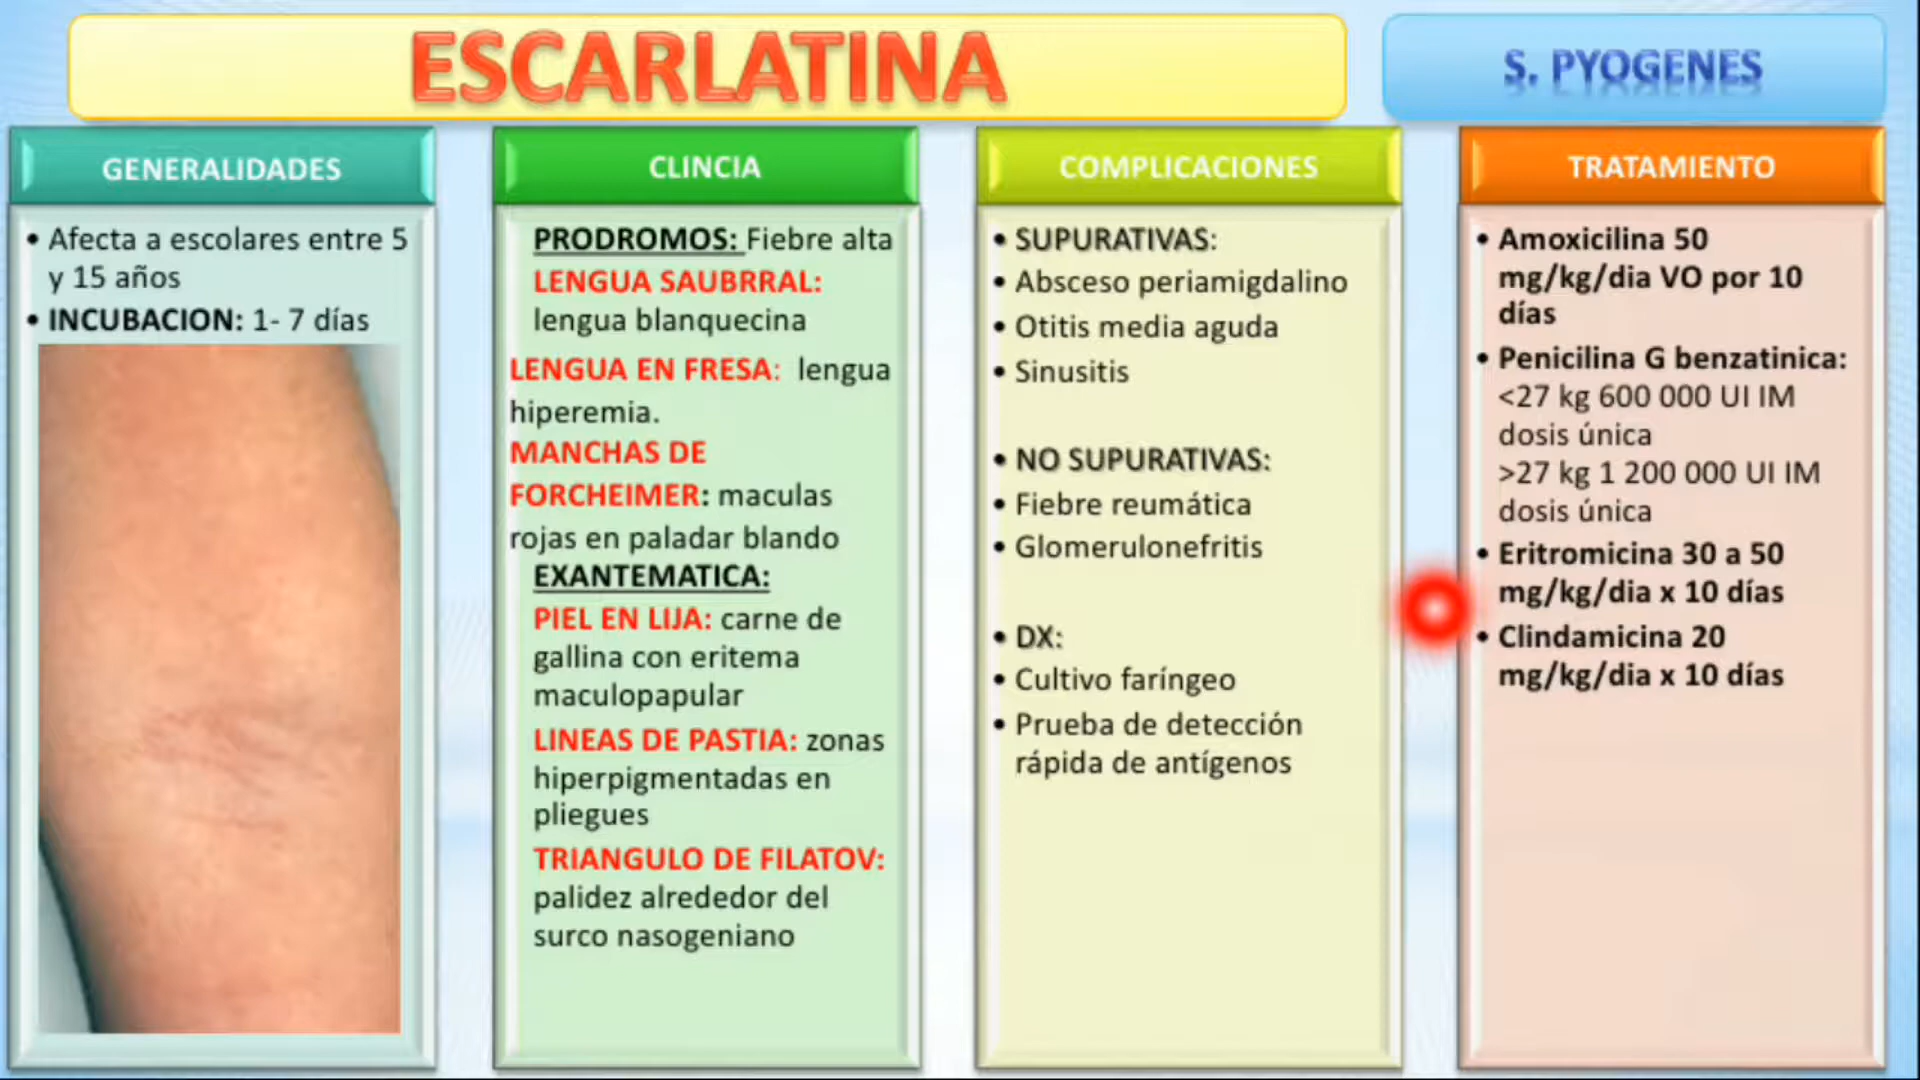 ESCARLATINA
S. PYOGENES
GENERALIDADES
• Afecta a escolares entre 5
y 15 años
• INCUBACION: 1- 7 días
CLINCIA
PRODROMOS: Fiebre alta
LENGUA SAUBRRAL:
lengua blanquecina
LENGUA EN FRESA: lengua
hiperemia.
MANCHAS DE
FORCHEIMER: maculas
rojas en paladar blando
EXANTEMATICA:
PIEL EN LIJA: carne de
gallina con eritema
maculopapular
LINEAS DE PASTIA: zonas
hiperpigmentadas en
pliegues
TRIANGULO DE FILATOV:
palidez alrededor del
surco nasogeniano
COMPLICACIONES
• SUPURATIVAS:
• Absceso periamigdalino
• Otitis media aguda
• Sinusitis
• NO SUPURATIVAS:
• Fiebre reumática
• Glomerulonefritis
• DX:
• Cultivo faríngeo
• Prueba de detección
rápida de antígenos
TRATAMIENTO
• Amoxicilina 50
mg/kg/dia VO por 10
días
• Penicilina G benzatinica:
<27 kg 600 000 UI IM
dosis única
>27 kg 1 200 000 UI IM
dosis única
• Eritromicina 30 a 50
mg/kg/dia x 10 días
• Clindamicina 20
mg/kg/dia x 10 días